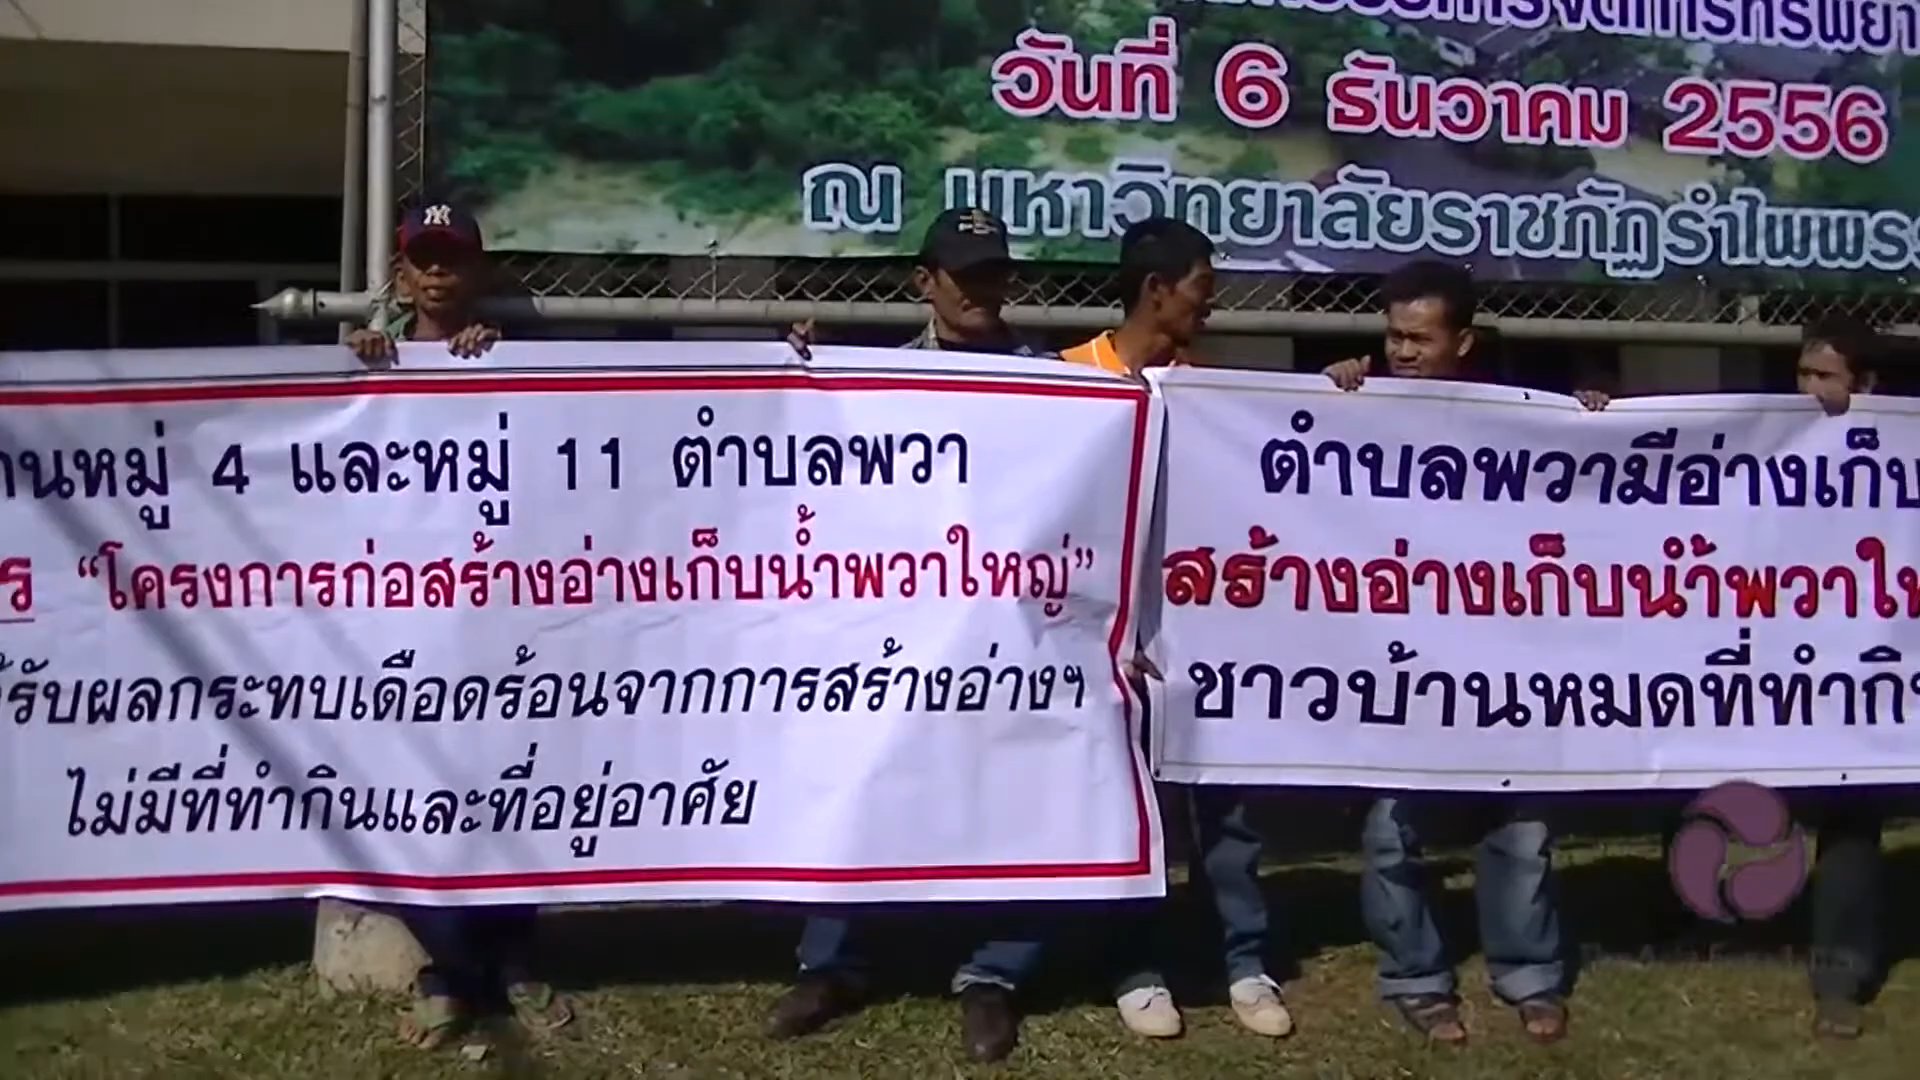 วันที่ 6 ธันวาคม 2556
ณ มหาวิทยาลัยราชภัฏรำไพพรร
NY
านหมู่ 4 และหมู่ 11 ตำบลพวา
ร "โครงการก่อสร้างอ่างเก็บน้ำพวาใหญ่"
รับผลกระทบเดือดร้อนจากการสร้างอ่างฯ
ไม่มีที่ทำกินและที่อยู่อาศัย
ตำบลพวามีอ่างเก็บ
สร้างอ่างเก็บน้ำพวาให
ชาวบ้านหมดที่ทำกิน
The Asia Foundation